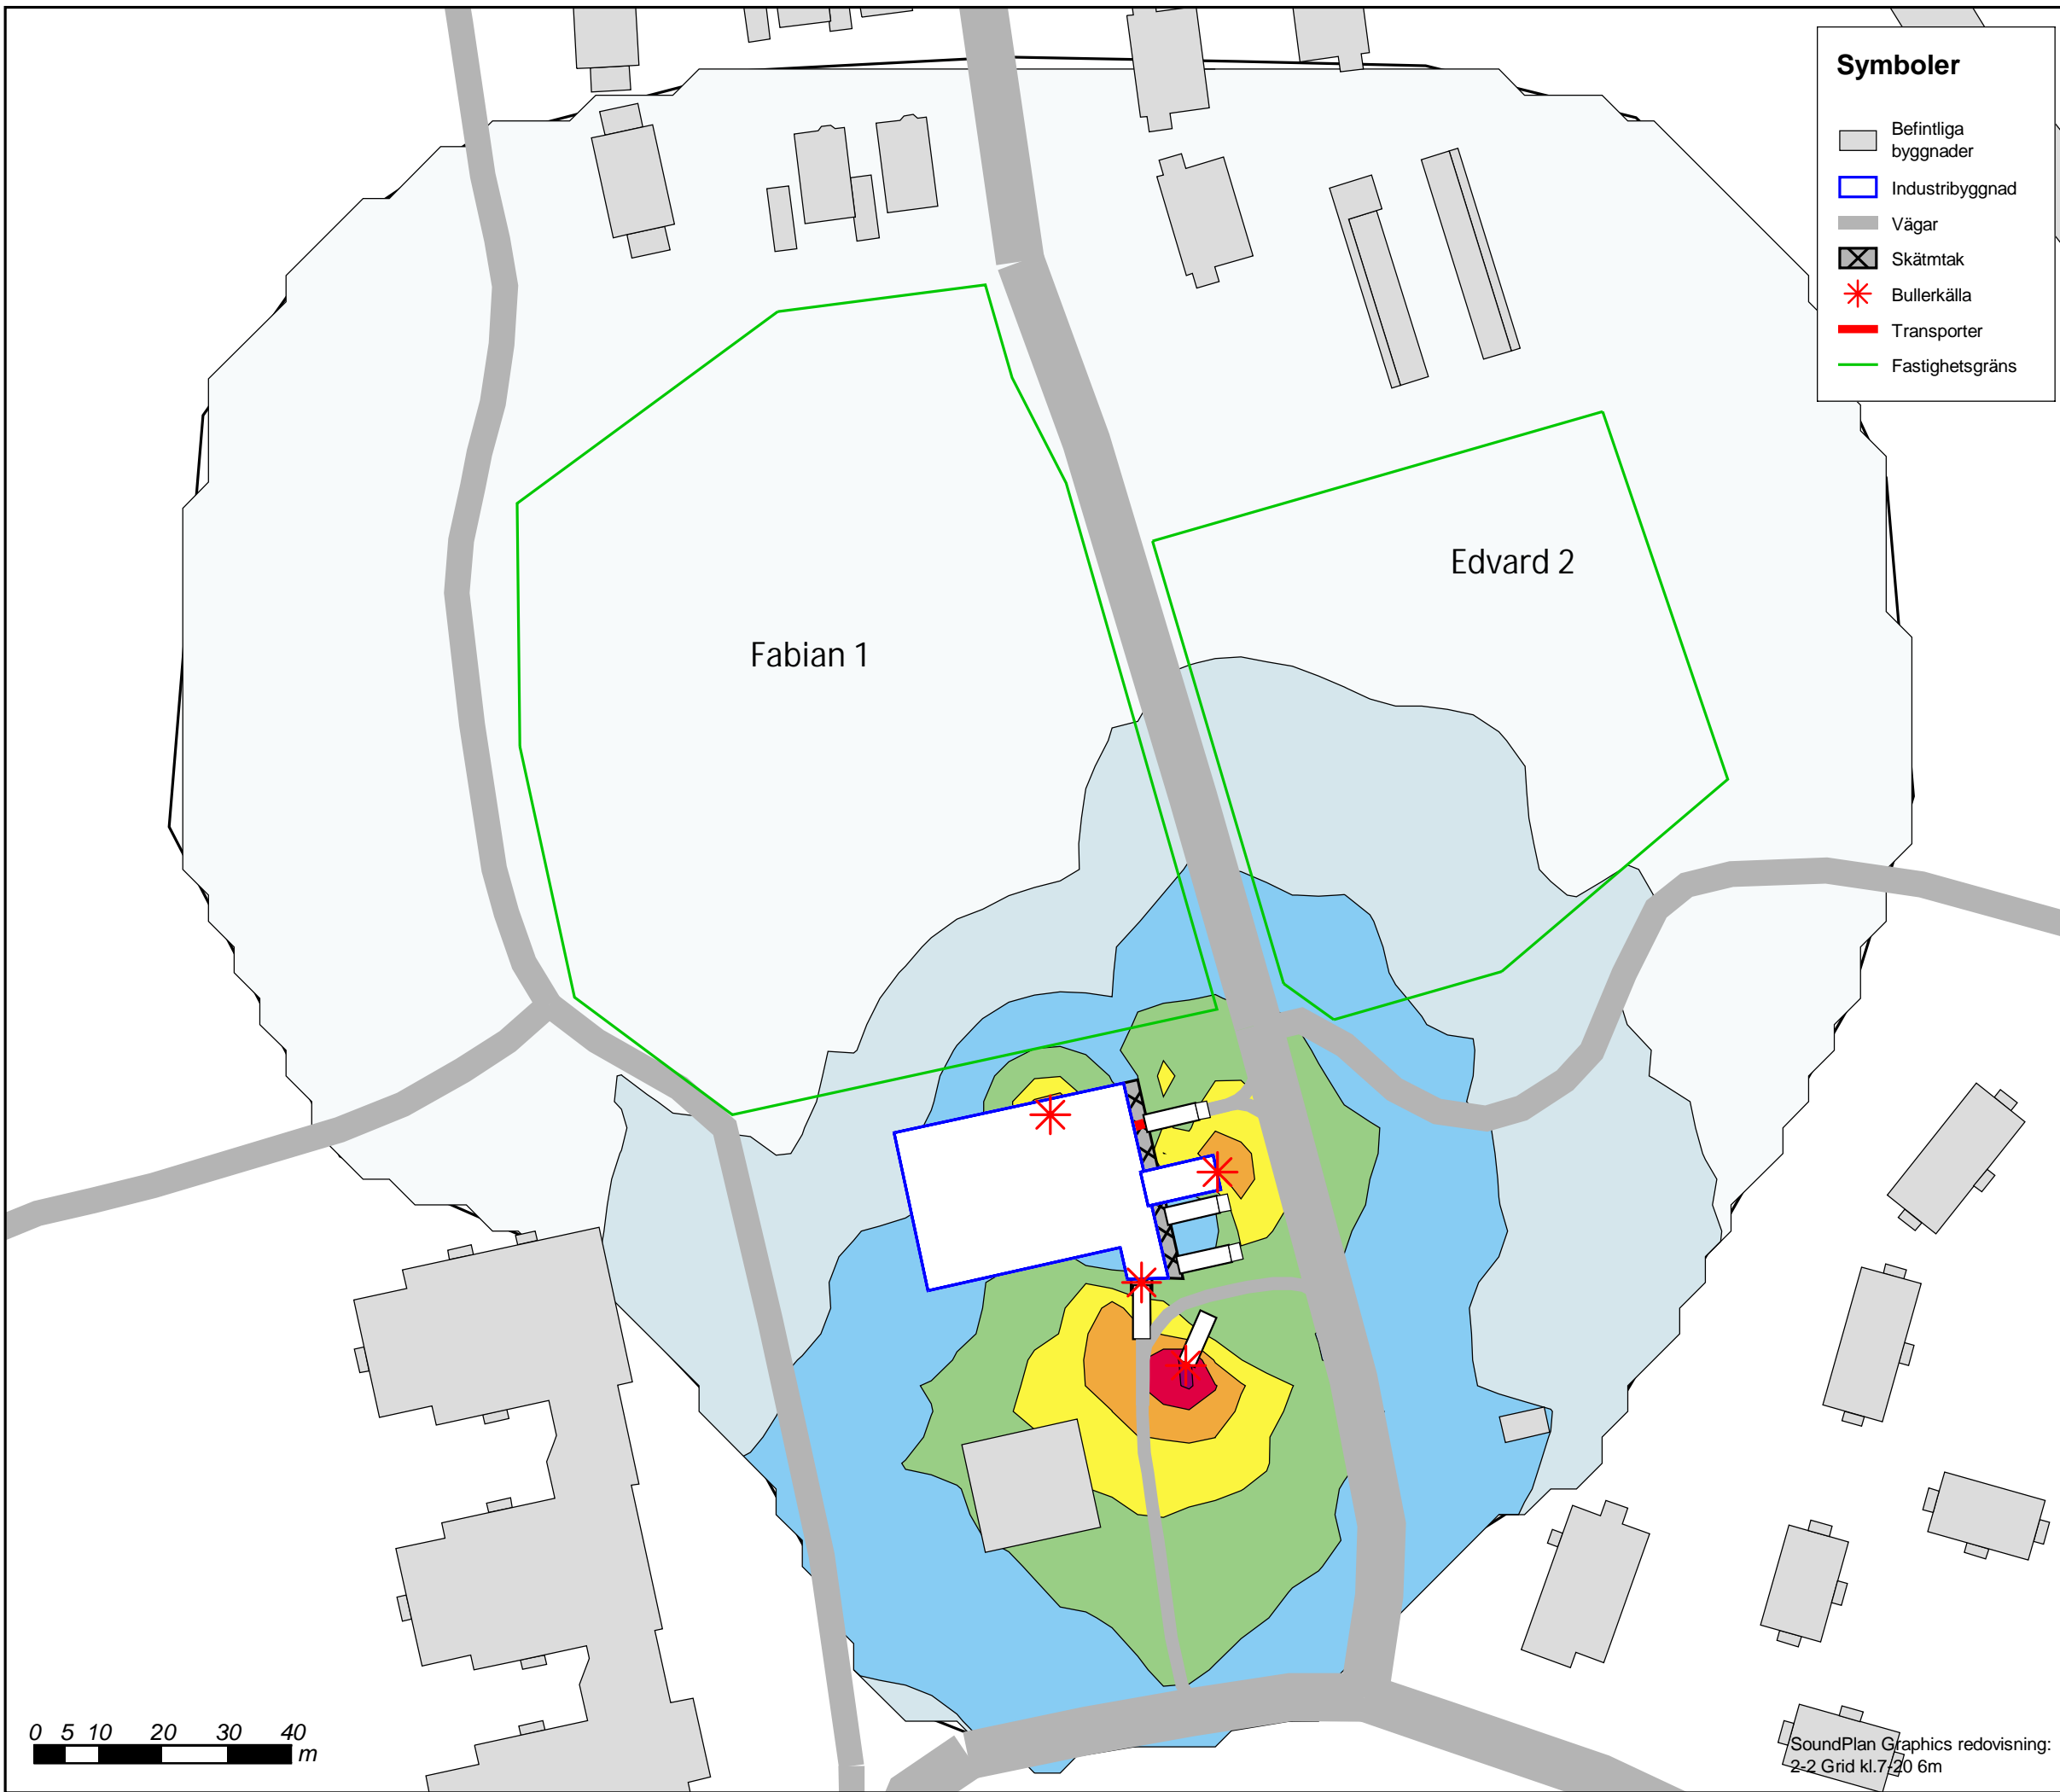 Symboler
Befintliga
byggnader
Industribyggnad
Vägar
Skätmtak
Bullerkälla
Transporter
Fastighetsgräns
Edvard 2
Fabian 1
0 5 10 20 30 40
m
SoundPlan Graphics redovisning:
2-2 Grid kl.7-20 6m